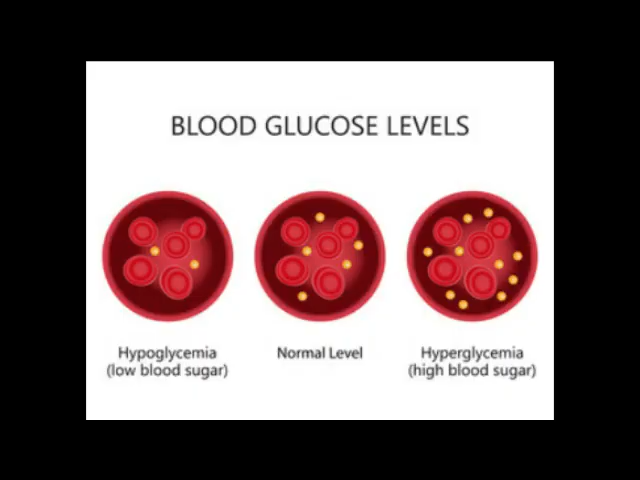 BLOOD GLUCOSE LEVELS
Hypoglycemia
(low blood sugar)
Normal Level
Hyperglycemia
(high blood sugar)